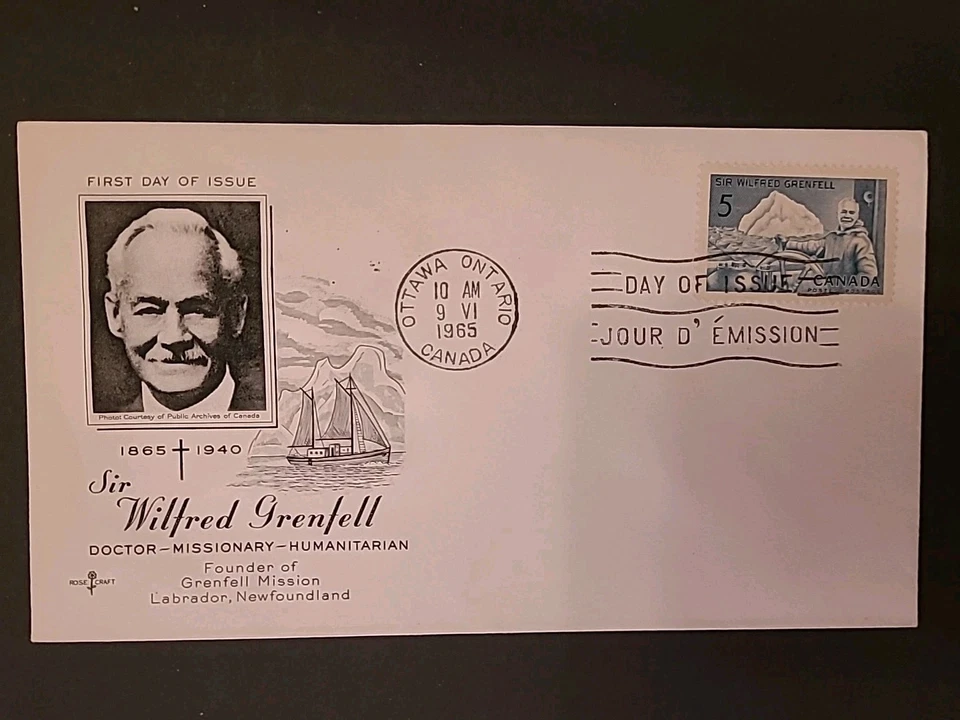 FIRST DAY OF ISSUE
Photo: Courtesy of Public Archives of Canada
1865 1940
Sir
Wilfred Grenfell
DOCTOR–MISSIONARY–HUMANITARIAN
Founder of
Grenfell Mission
Labrador, Newfoundland
ROSE CRAFT
OTTAWA ONTARIO
10 AM
9 VI
1965
CANADA
SIR WILFRED GRENFELL
5
CANADA
DAY OF ISSUE
JOUR D' ÉMISSION